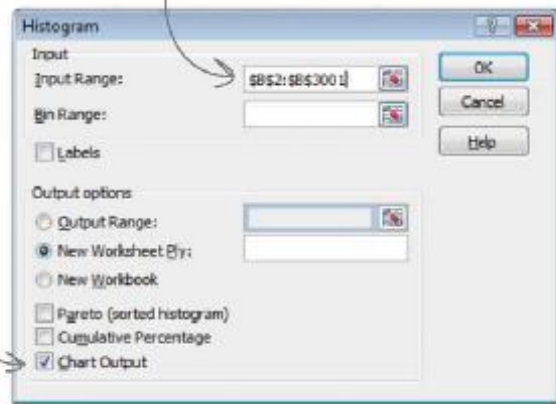 Histogram
Input
Input Range:
$B$2:$B$3001
OK
Bin Range:
Cancel
Labels
Help
Output options
Output Range:
New Worksheet Ply:
New Workbook
Pareto (sorted histogram)
Cumulative Percentage
Chart Output